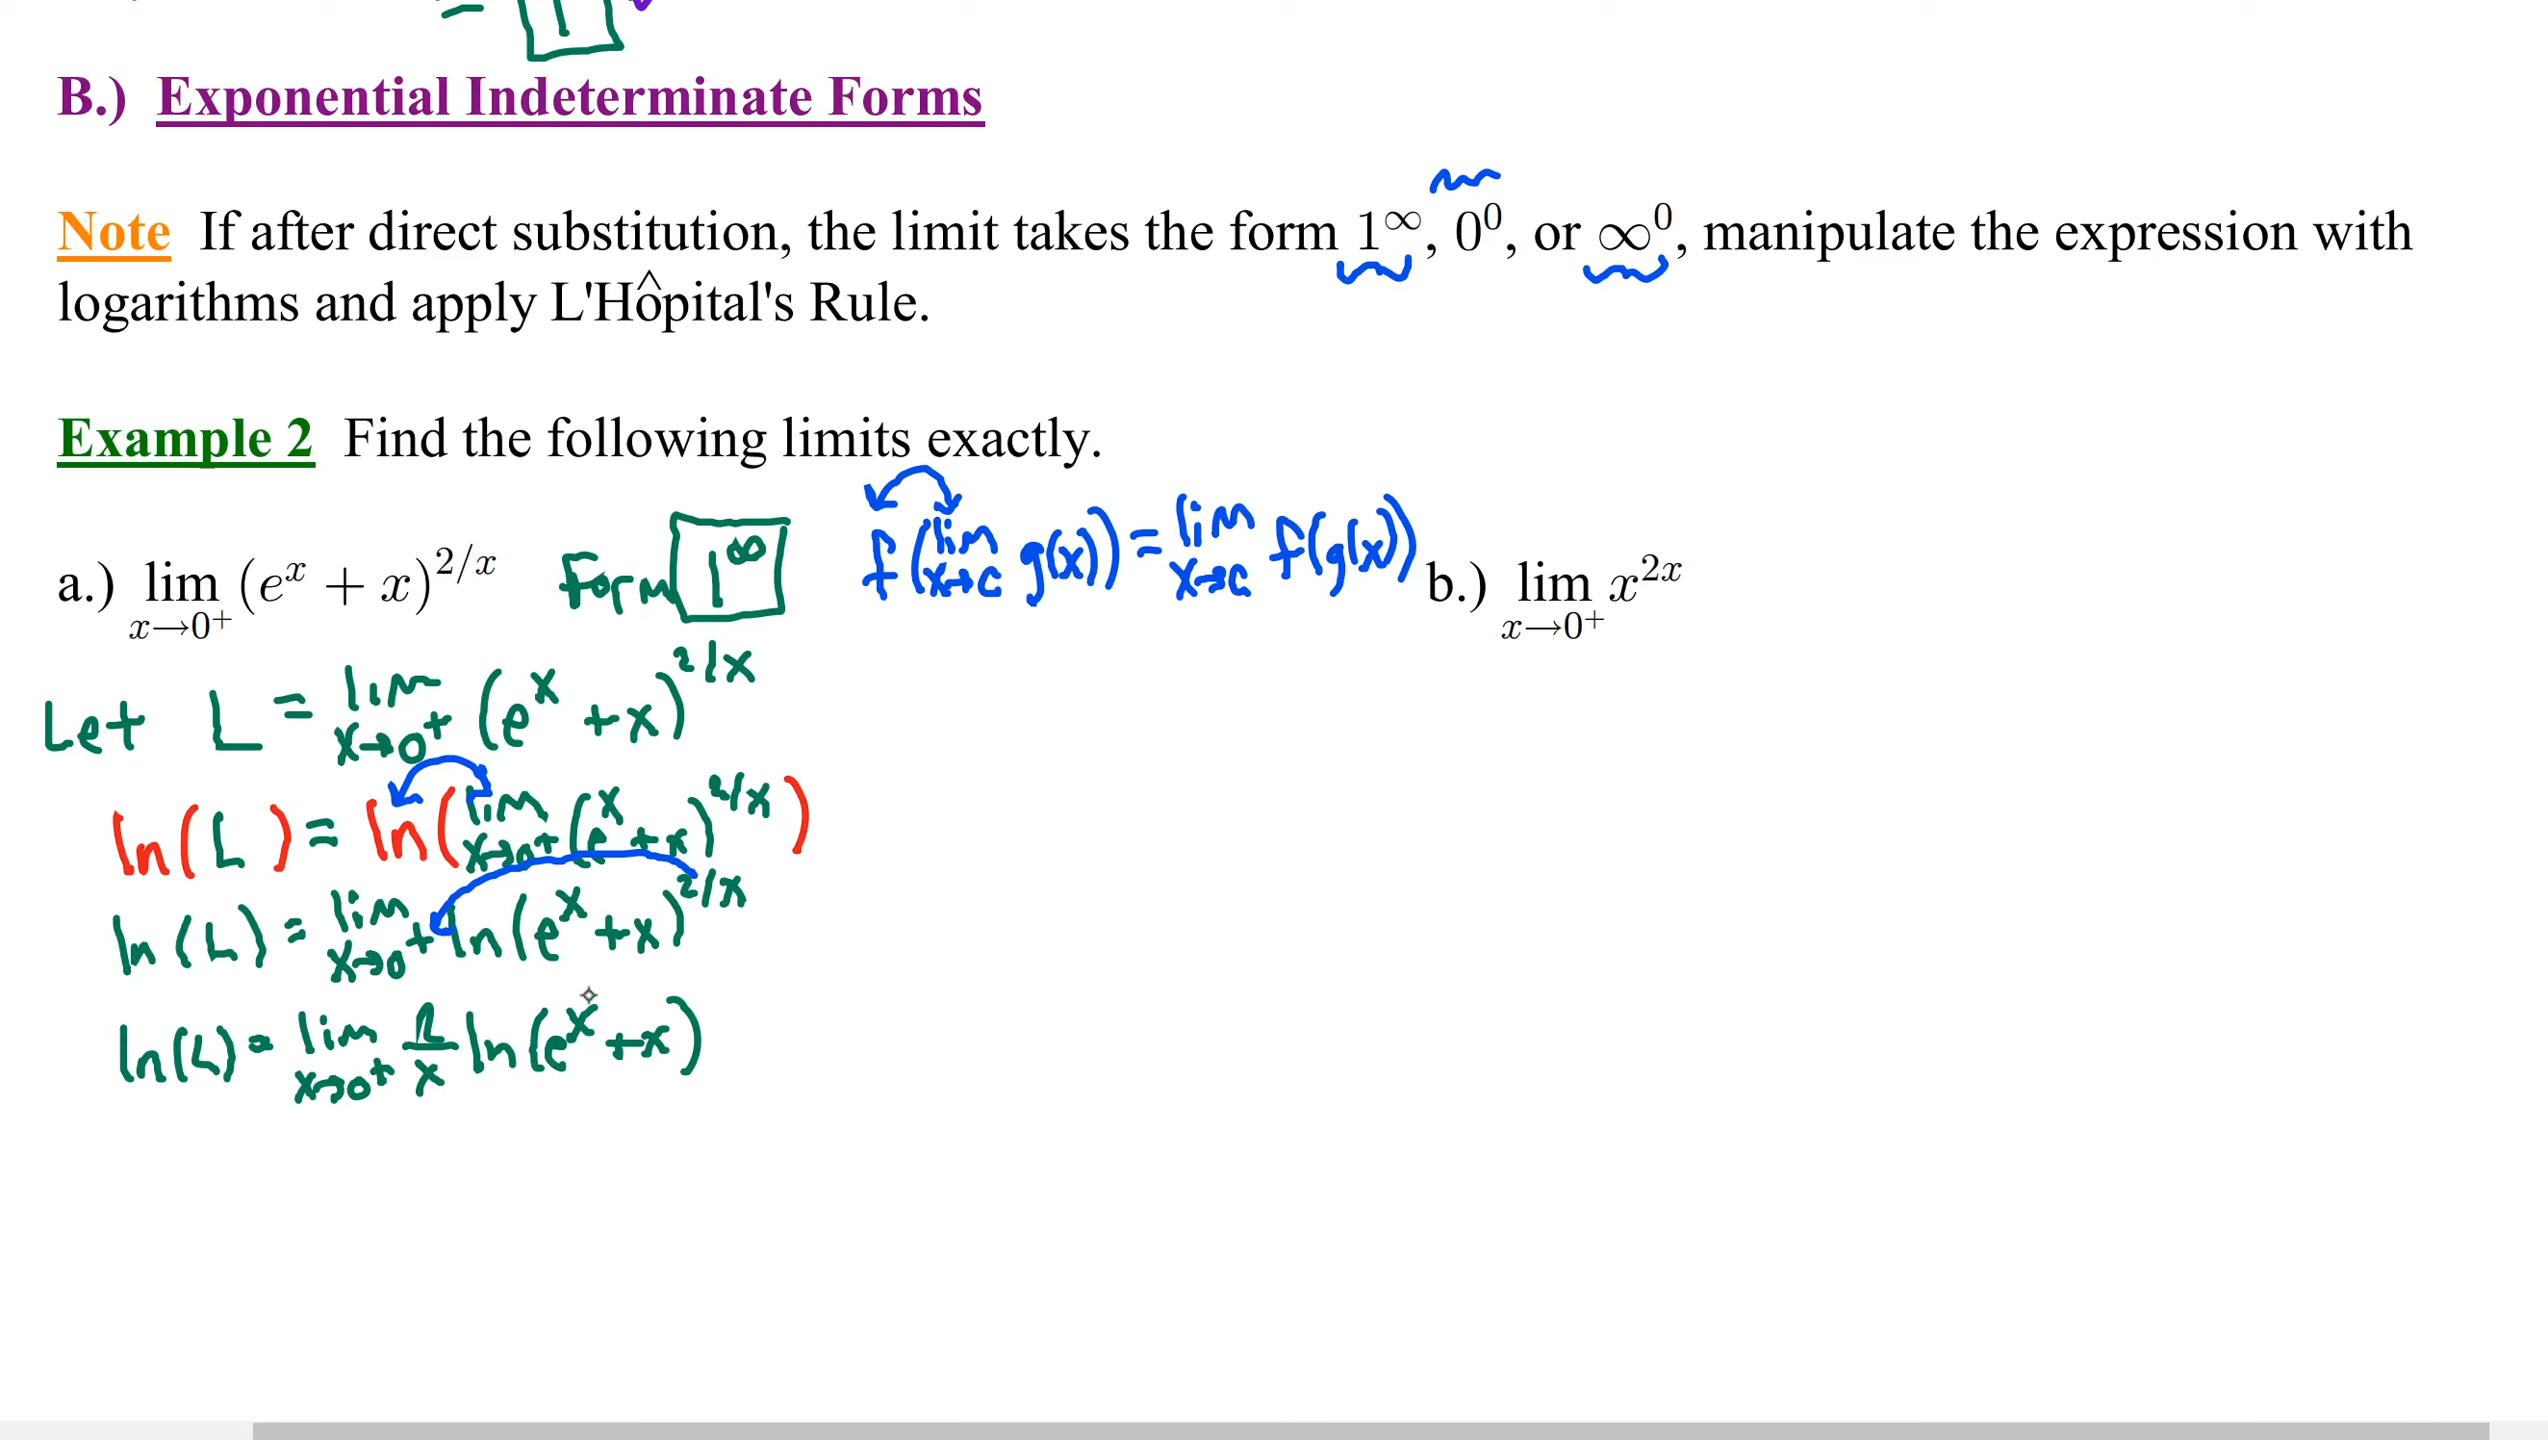 = 1
B.) Exponential Indeterminate Forms
Note If after direct substitution, the limit takes the form 1^∞, 0^0, or ∞^0, manipulate the expression with
logarithms and apply L'Hôpital's Rule.
Example 2 Find the following limits exactly.
a.) lim x→0⁺ (e^x + x)^{2/x} Form 1^∞ f(lim x→c g(x)) = lim x→c f(g(x))
b.) lim x→0⁺ x^{2x}
Let L = lim x→0⁺ (e^x + x)^{2/x}
ln(L) = ln(lim x→0⁺ (e^x + x)^{2/x})
ln(L) = lim x→0⁺ ln(e^x + x)^{2/x}
ln(L) = lim x→0⁺ 2/x ln(e^x + x)